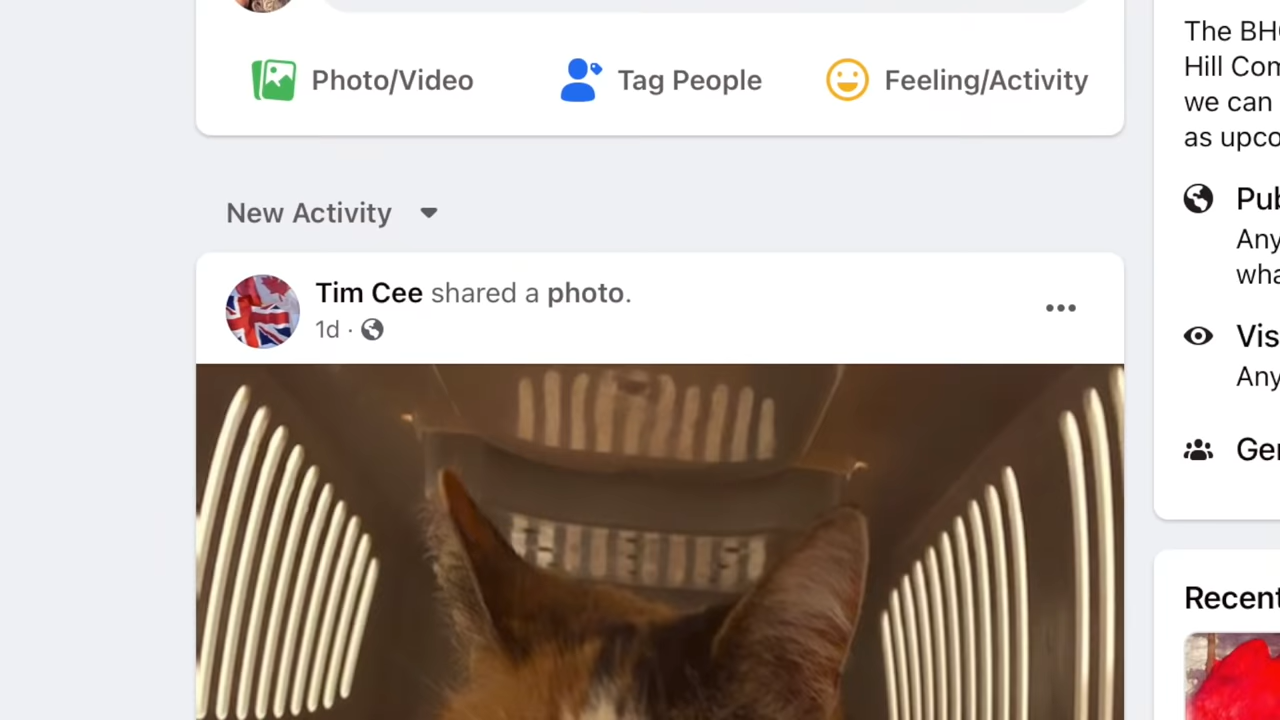 Photo/Video
Tag People
Feeling/Activity
New Activity
Tim Cee shared a photo.
1d ·
The BH
Hill Com
we can
as upco
Pub
Any
wha
Vis
Any
Gen
Recent